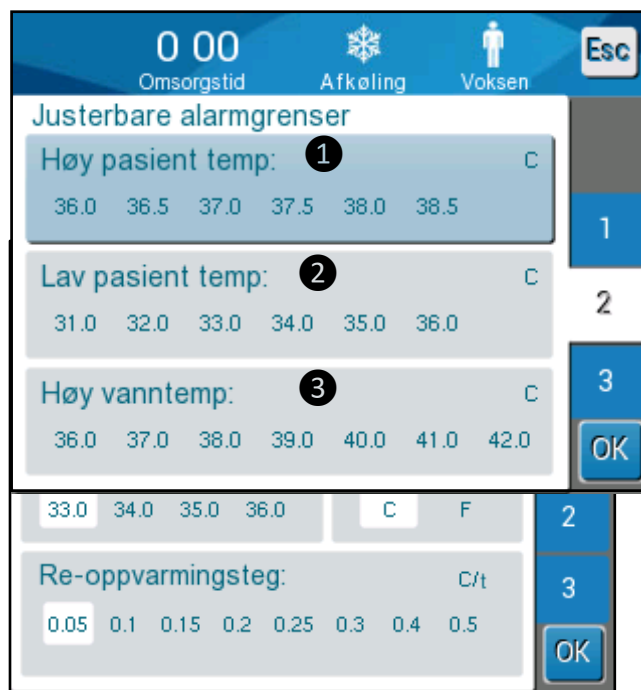 0 00
Omsorgstid
Afkøling
Voksen
Esc
Justerbare alarmgrenser
Høy pasient temp: 1 C
36.0 36.5 37.0 37.5 38.0 38.5
1
Lav pasient temp: 2 C
31.0 32.0 33.0 34.0 35.0 36.0
2
Høy vanntemp: 3 C
36.0 37.0 38.0 39.0 40.0 41.0 42.0
3
OK
33.0 34.0 35.0 36.0
C F
2
Re-oppvarmingsteg: C/t
0.05 0.1 0.15 0.2 0.25 0.3 0.4 0.5
3
OK